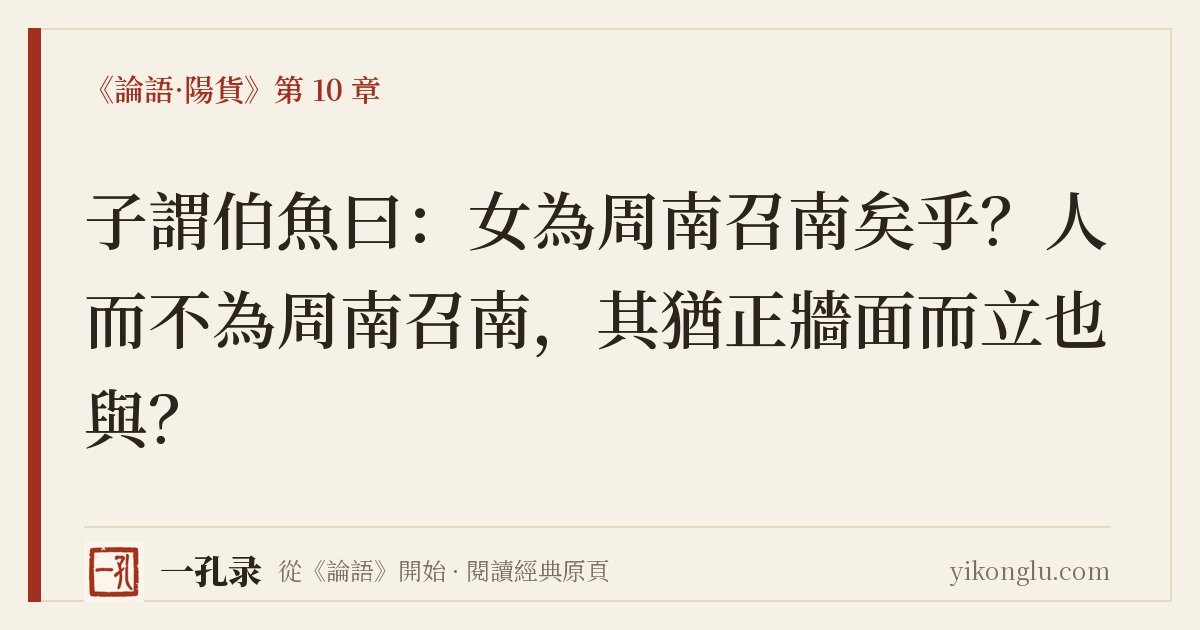 《論語·陽貨》第 10 章
子謂伯魚曰：女為周南召南矣乎？人
而不為周南召南，其猶正牆面而立也
與？
一孔
一孔录 從《論語》開始 · 閱讀經典原頁 yikonglu.com